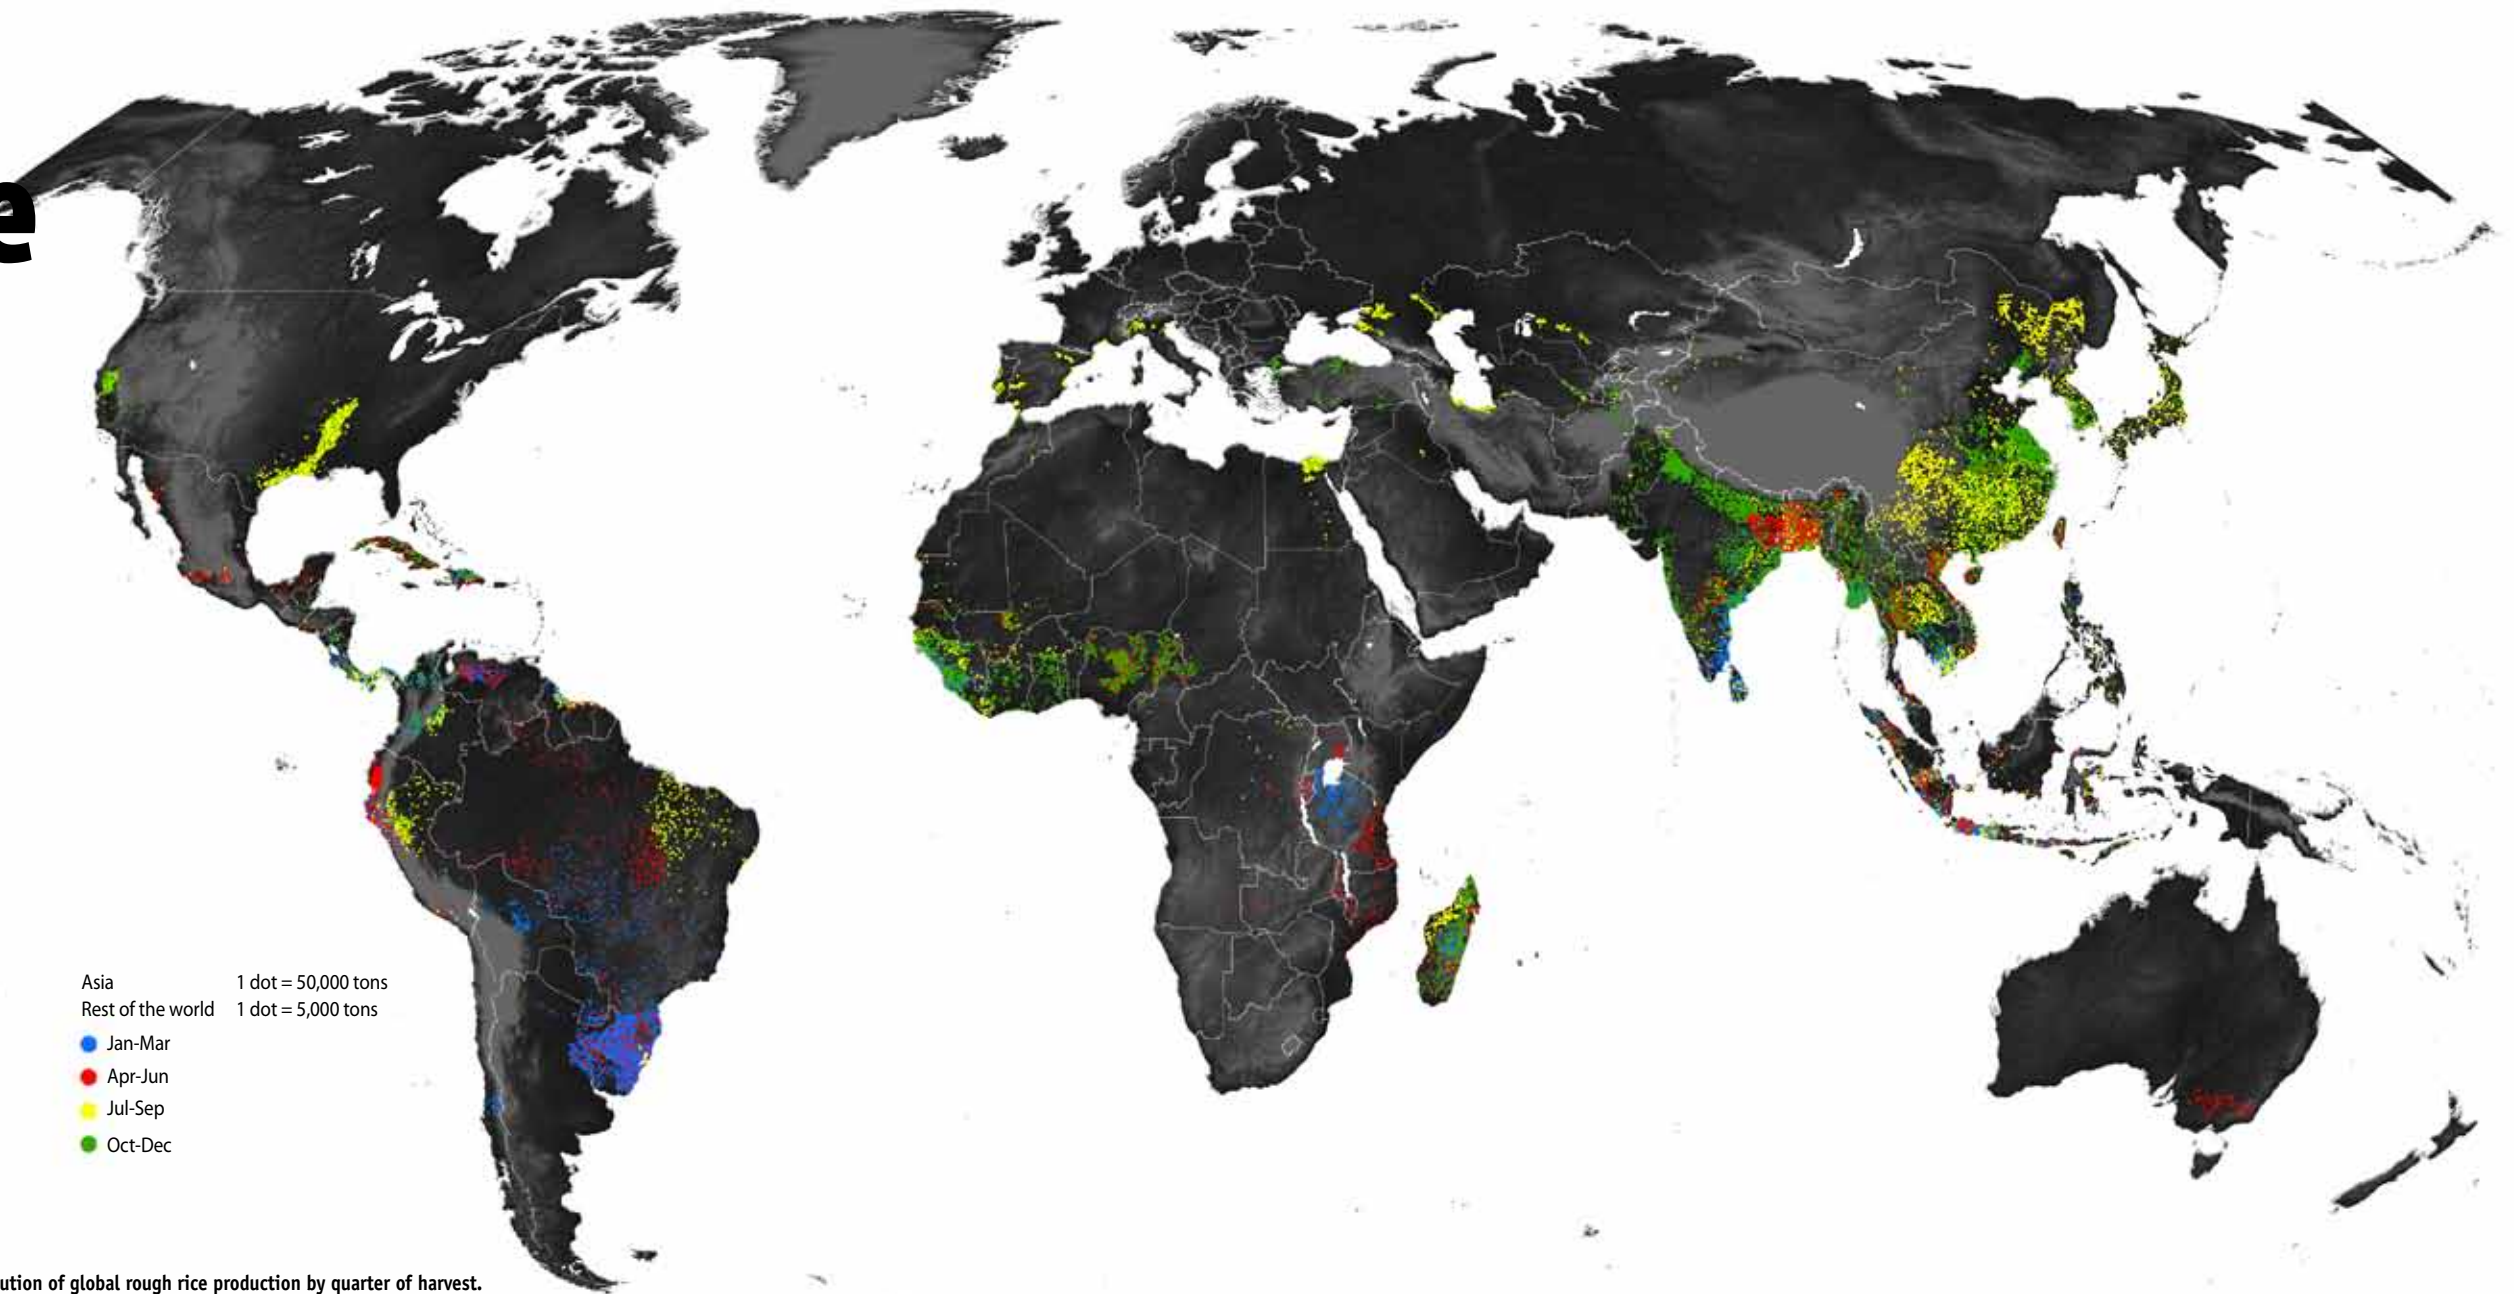 e
Asia 1 dot = 50,000 tons
Rest of the world 1 dot = 5,000 tons
Jan-Mar
Apr-Jun
Jul-Sep
Oct-Dec
ution of global rough rice production by quarter of harvest.